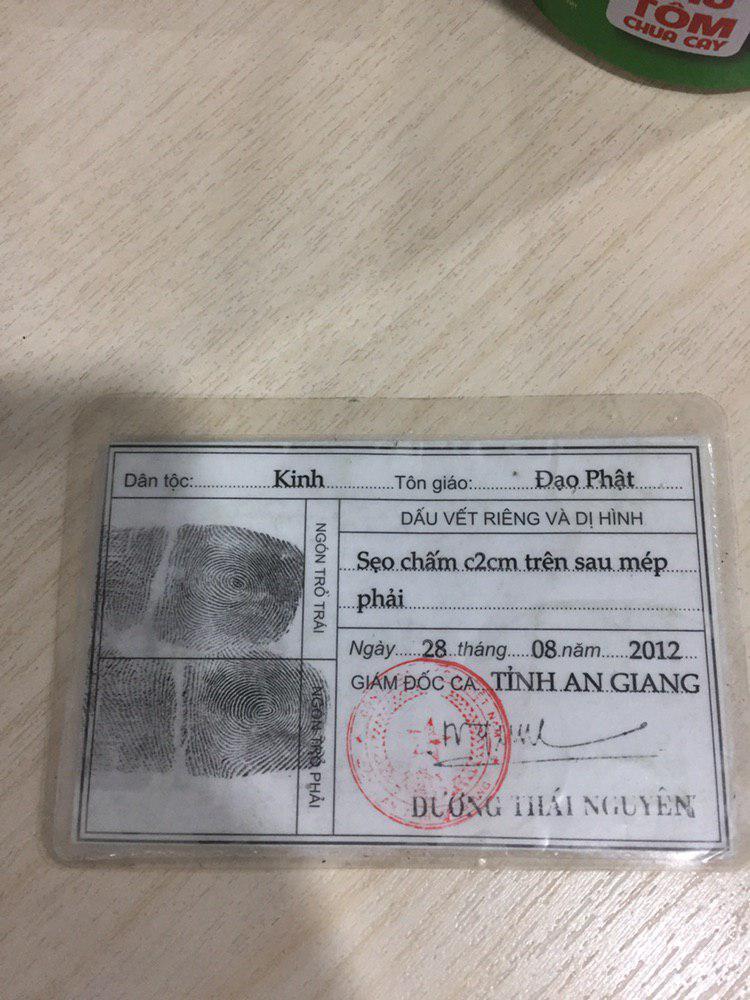 TÔM
CHUA CAY
Dân tộc: Kinh Tôn giáo: Đạo Phật
NGÓN TRỎ TRÁI
DẤU VẾT RIÊNG VÀ DỊ HÌNH
Sẹo chấm c2cm trên sau mép
phải
NGÓN TRỎ PHẢI
Ngày 28 tháng 08 năm 2012
GIÁM ĐỐC CA TỈNH AN GIANG
DƯƠNG THÁI NGUYÊN